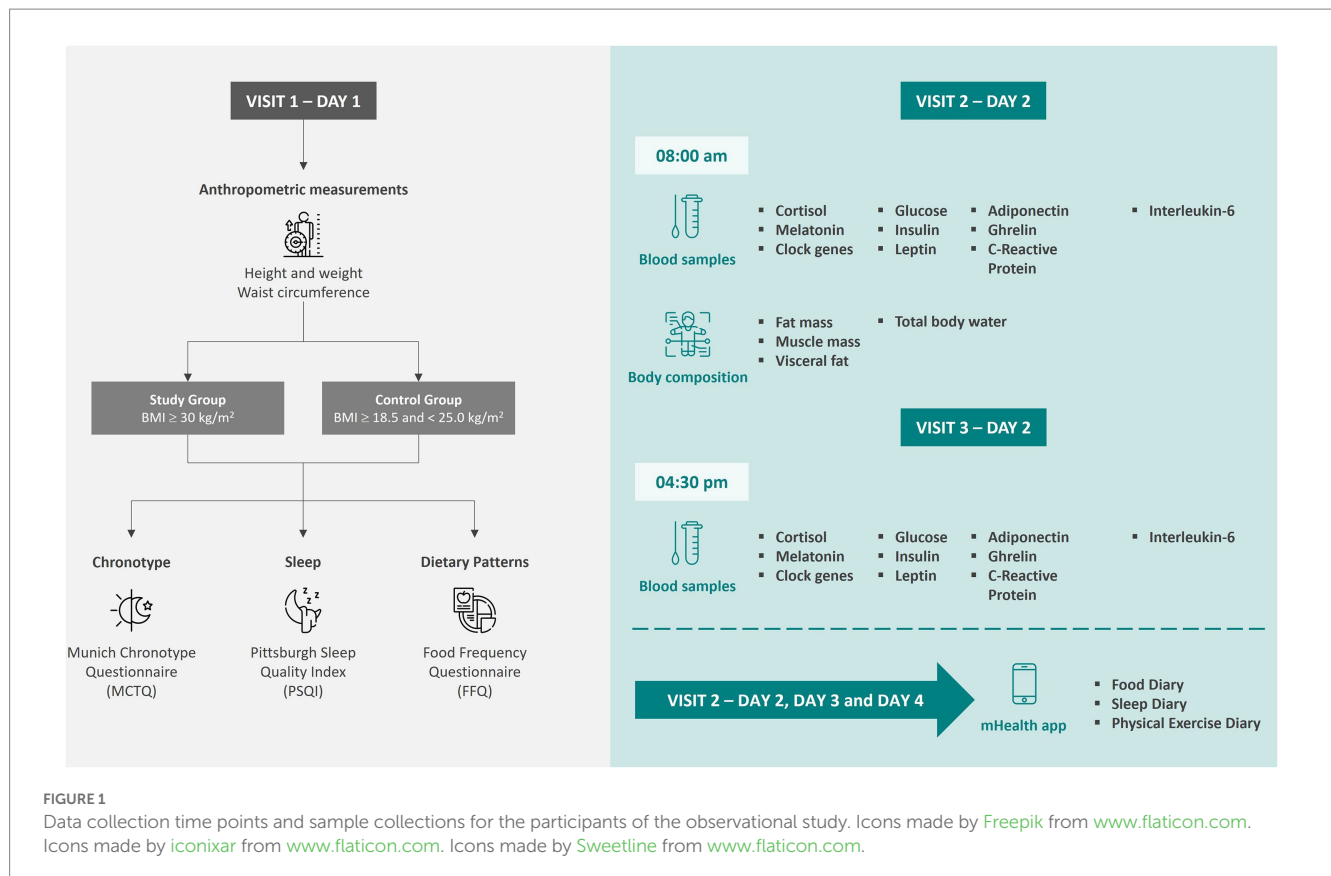 VISIT 1 – DAY 1
Anthropometric measurements
Height and weight
Waist circumference
Study Group
BMI ≥ 30 kg/m²
Control Group
BMI ≥ 18.5 and < 25.0 kg/m²
Chronotype
Munich Chronotype
Questionnaire
(MCTQ)
Sleep
z z z
Pittsburgh Sleep
Quality Index
(PSQI)
Dietary Patterns
Food Frequency
Questionnaire
(FFQ)
VISIT 2 – DAY 2
08:00 am
Blood samples
▪ Cortisol
▪ Melatonin
▪ Clock genes
▪ Glucose
▪ Insulin
▪ Leptin
▪ Adiponectin
▪ Ghrelin
▪ C-Reactive
Protein
▪ Interleukin-6
Body composition
▪ Fat mass
▪ Muscle mass
▪ Visceral fat
▪ Total body water
VISIT 3 – DAY 2
04:30 pm
Blood samples
▪ Cortisol
▪ Melatonin
▪ Clock genes
▪ Glucose
▪ Insulin
▪ Leptin
▪ Adiponectin
▪ Ghrelin
▪ C-Reactive
Protein
▪ Interleukin-6
VISIT 2 – DAY 2, DAY 3 and DAY 4
mHealth app
▪ Food Diary
▪ Sleep Diary
▪ Physical Exercise Diary
FIGURE 1
Data collection time points and sample collections for the participants of the observational study. Icons made by Freepik from www.flaticon.com.
Icons made by iconixar from www.flaticon.com. Icons made by Sweetline from www.flaticon.com.